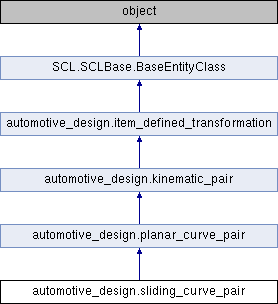 object
SCL.SCLBase.BaseEntityClass
automotive_design.item_defined_transformation
automotive_design.kinematic_pair
automotive_design.planar_curve_pair
automotive_design.sliding_curve_pair